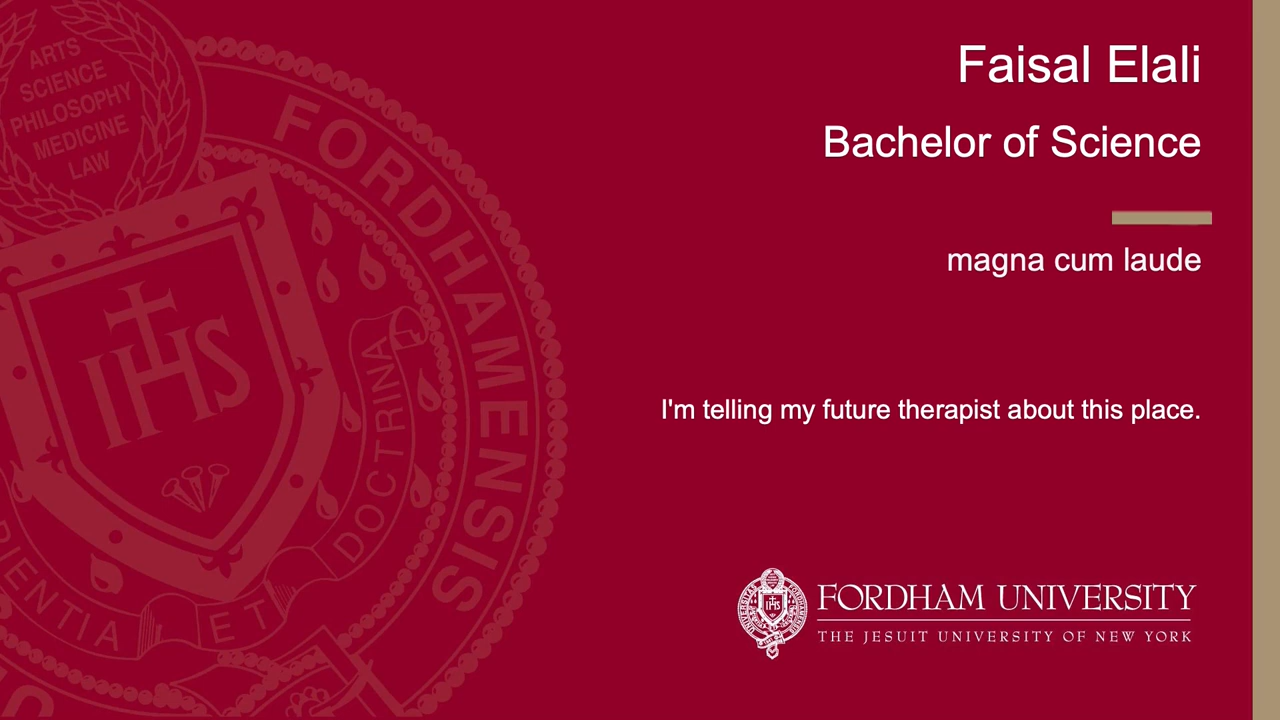 ARTS
SCIENCE
PHILOSOPHY
MEDICINE
LAW
FORDHAMENSIS
IHS
DOCTRINA
ET
Faisal Elali
Bachelor of Science
magna cum laude
I'm telling my future therapist about this place.
IHS
FORDHAM UNIVERSITY
THE JESUIT UNIVERSITY OF NEW YORK